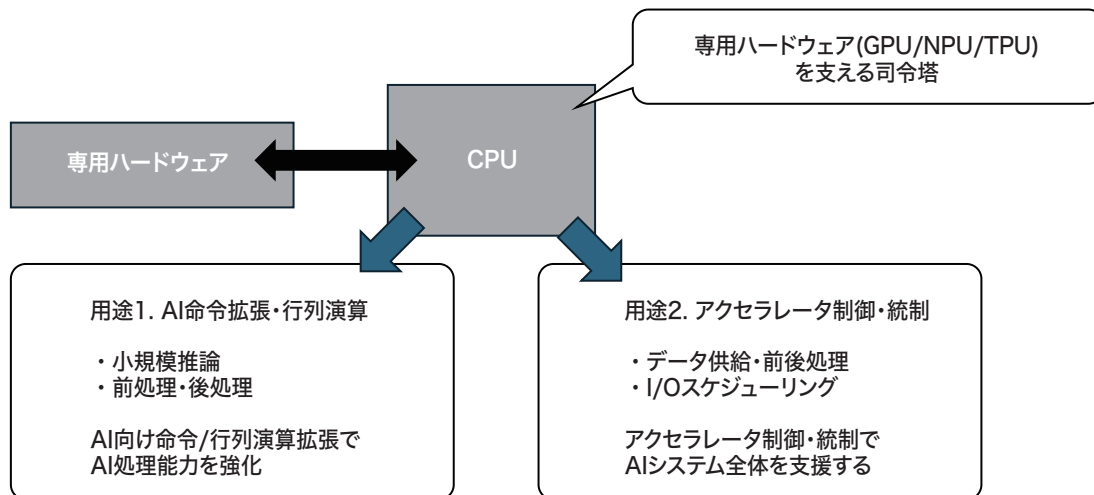 専用ハードウェア(GPU/NPU/TPU)
を支える司令塔
専用ハードウェア
CPU
用途1. AI命令拡張・行列演算
・小規模推論
・前処理・後処理
AI向け命令/行列演算拡張で
AI処理能力を強化
用途2. アクセラレータ制御・統制
・データ供給・前後処理
・I/Oスケジューリング
アクセラレータ制御・統制で
AIシステム全体を支援する